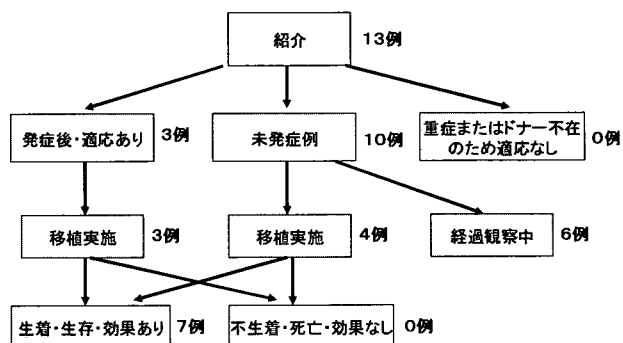 紹介 13例
発症後・適応あり 3例
未発症例 10例
重症またはドナー不在
のため適応なし 0例
移植実施 3例
移植実施 4例
経過観察中 6例
生着・生存・効果あり 7例
不生着・死亡・効果なし 0例